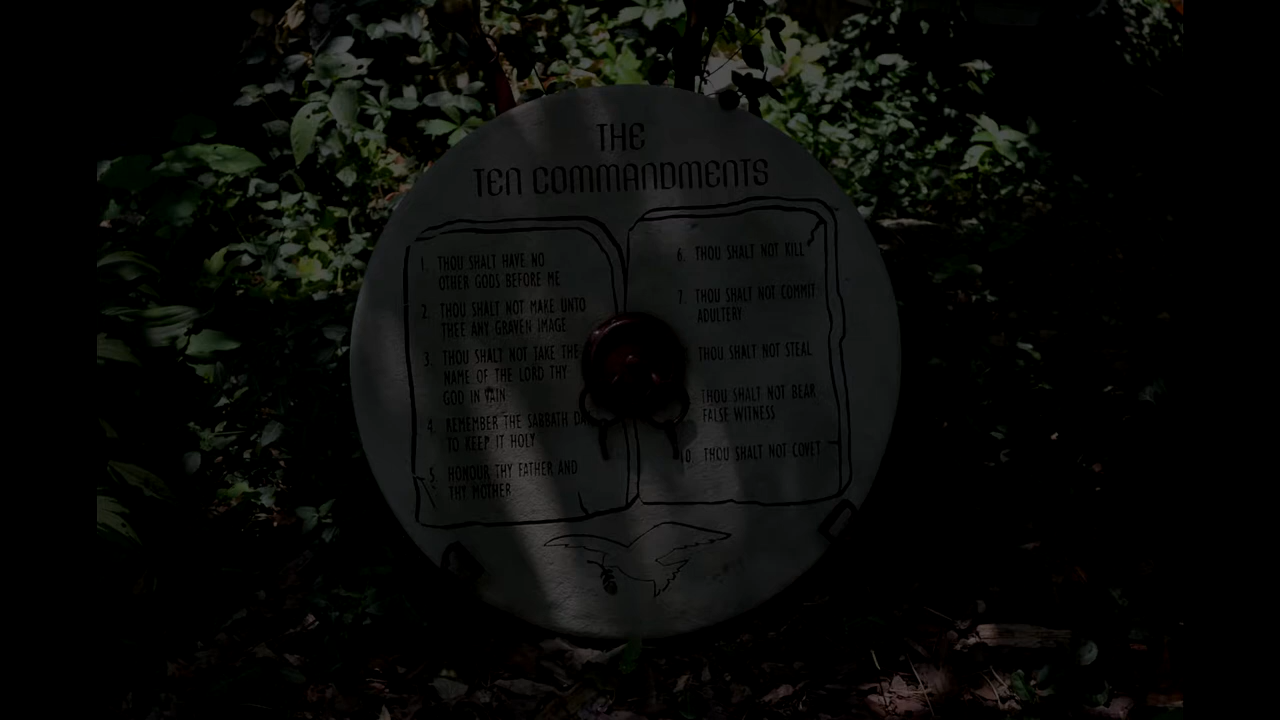 THE
TEN COMMANDMENTS
1. THOU SHALT HAVE NO
OTHER GODS BEFORE ME
2. THOU SHALT NOT MAKE UNTO
THEE ANY GRAVEN IMAGE
3. THOU SHALT NOT TAKE THE
NAME OF THE LORD THY
GOD IN VAIN
4. REMEMBER THE SABBATH DA
TO KEEP IT HOLY
5. HONOUR THY FATHER AND
THY MOTHER
6. THOU SHALT NOT KILL
7. THOU SHALT NOT COMMIT
ADULTERY
THOU SHALT NOT STEAL
THOU SHALT NOT BEAR
FALSE WITNESS
10 THOU SHALT NOT COVET